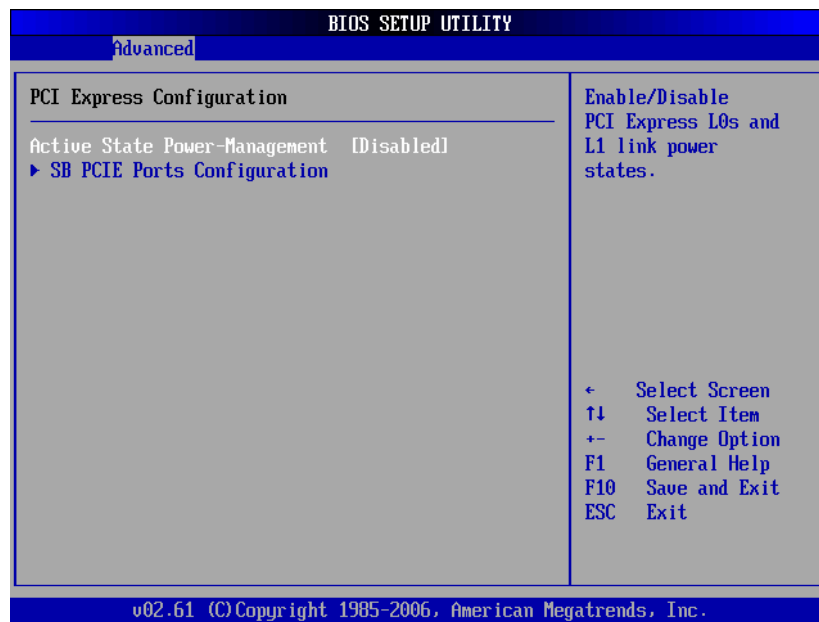 BIOS SETUP UTILITY
Advanced
PCI Express Configuration
Active State Power-Management [Disabled]
▶ SB PCIE Ports Configuration
Enable/Disable
PCI Express L0s and
L1 link power
states.
← Select Screen
↑↓ Select Item
+- Change Option
F1 General Help
F10 Save and Exit
ESC Exit
v02.61 (C)Copyright 1985-2006, American Megatrends, Inc.